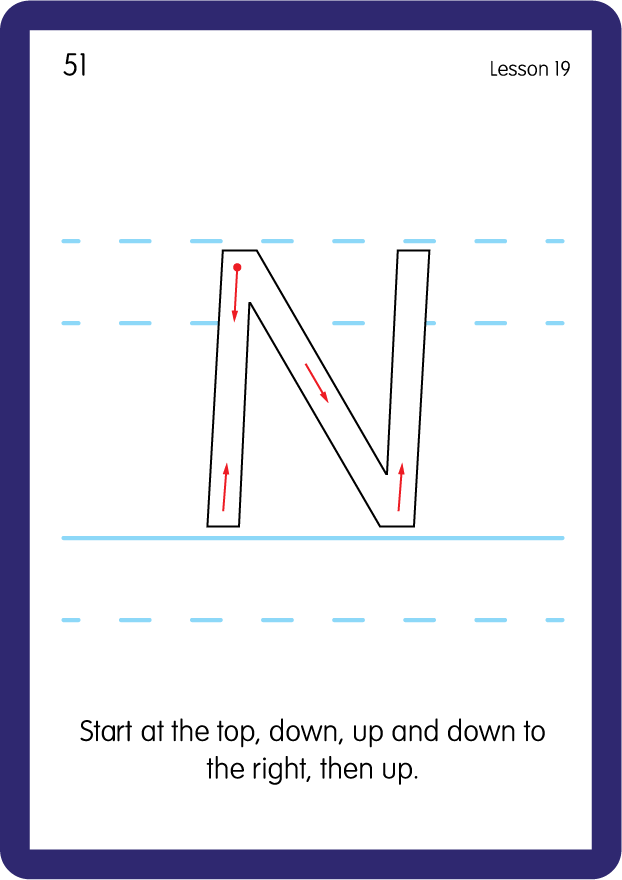 51
Lesson 19
N
Start at the top, down, up and down to
the right, then up.